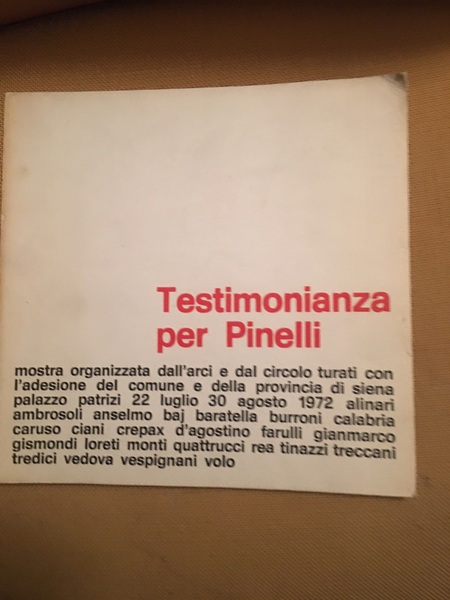 Testimonianza
per Pinelli
mostra organizzata dall'arci e dal circolo turati con
l'adesione del comune e della provincia di siena
palazzo patrizi 22 luglio 30 agosto 1972 alinari
ambrosoli anselmo baj baratella burroni calabria
caruso ciani crepax d'agostino farulli gianmarco
gismondi loreti monti quattrucci rea tinazzi treccani
tredici vedova vespignani volo